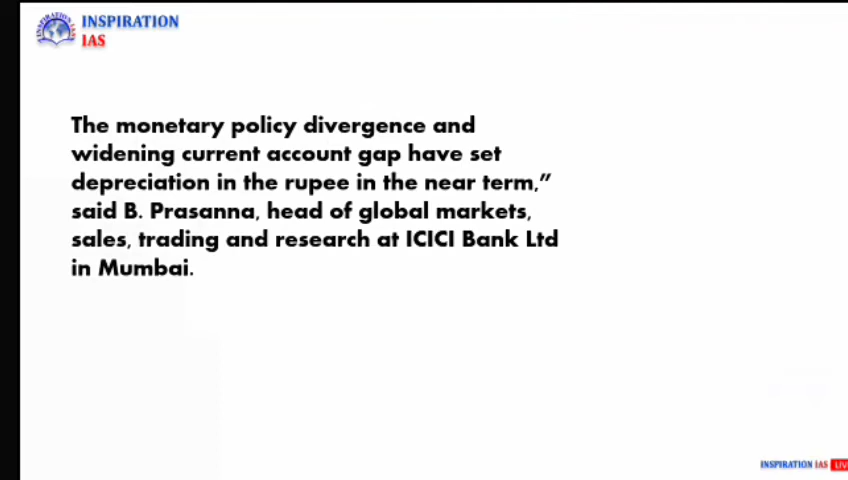 INSPIRATION
IAS
The monetary policy divergence and
widening current account gap have set
depreciation in the rupee in the near term,”
said B. Prasanna, head of global markets,
sales, trading and research at ICICI Bank Ltd
in Mumbai.
INSPIRATION IAS LIV